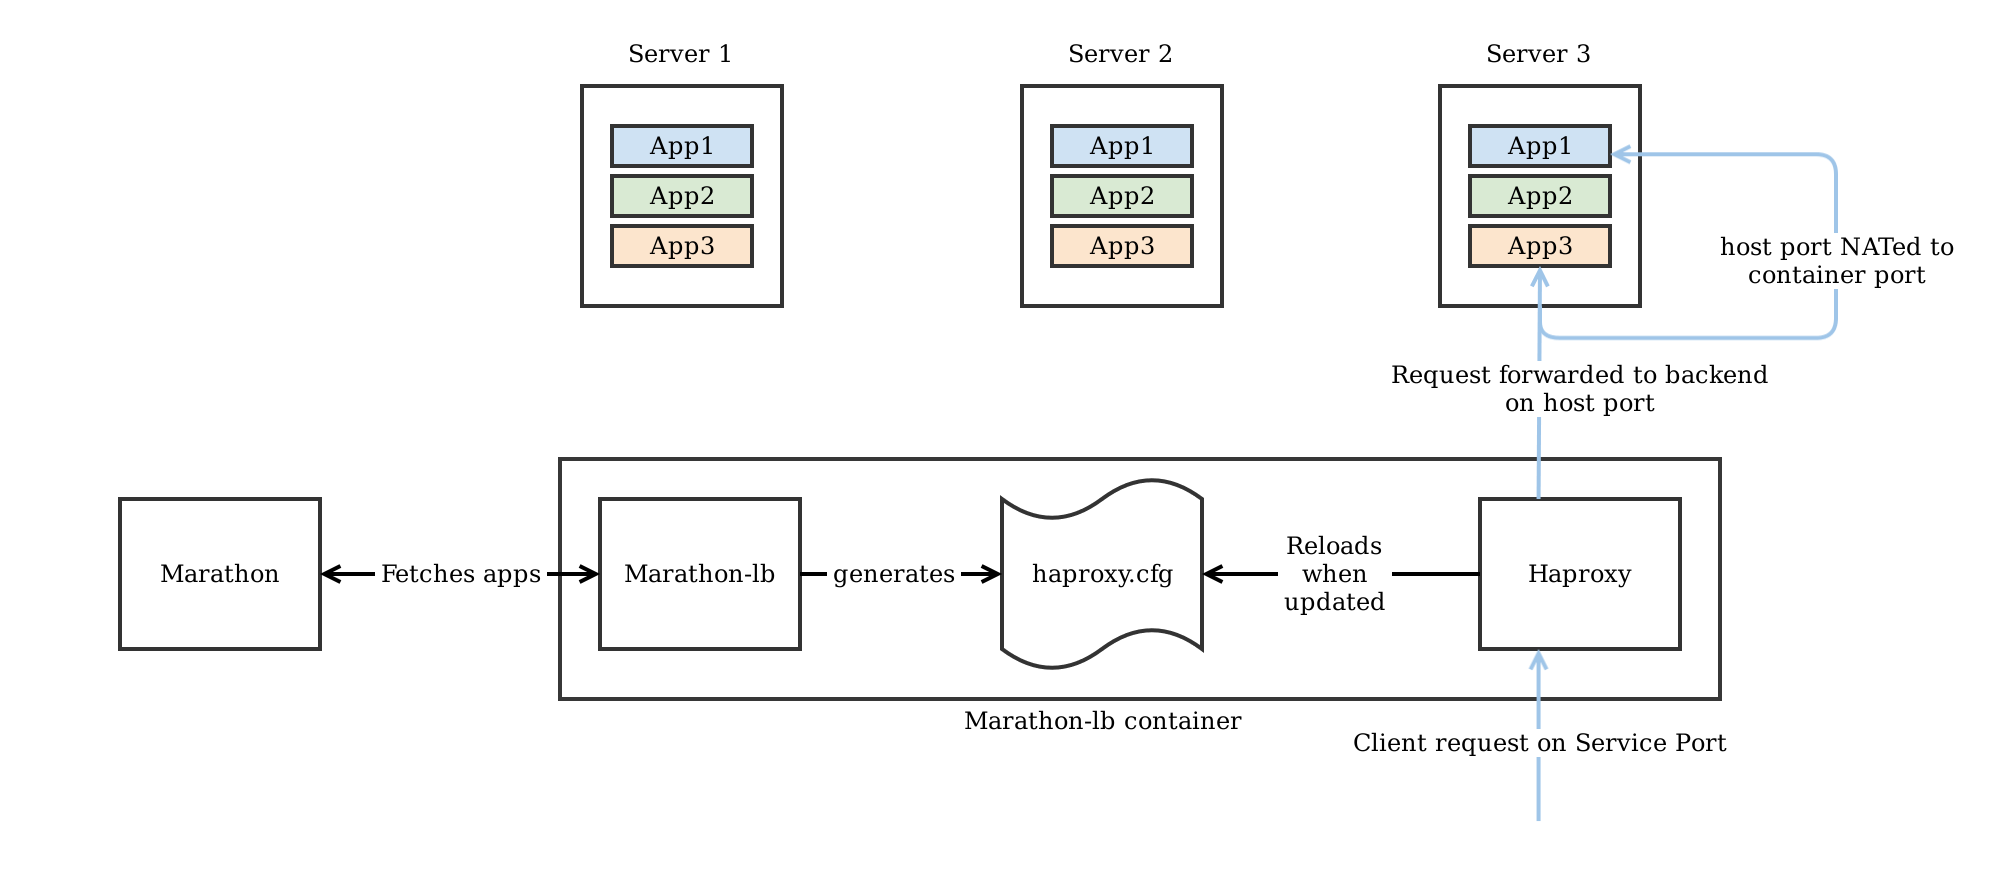 Server 1
Server 2
Server 3
App1
App2
App3
App1
App2
App3
App1
App2
App3
host port NATed to
container port
Request forwarded to backend
on host port
Marathon
Fetches apps
Marathon-lb
generates
haproxy.cfg
Reloads
when
updated
Haproxy
Marathon-lb container
Client request on Service Port